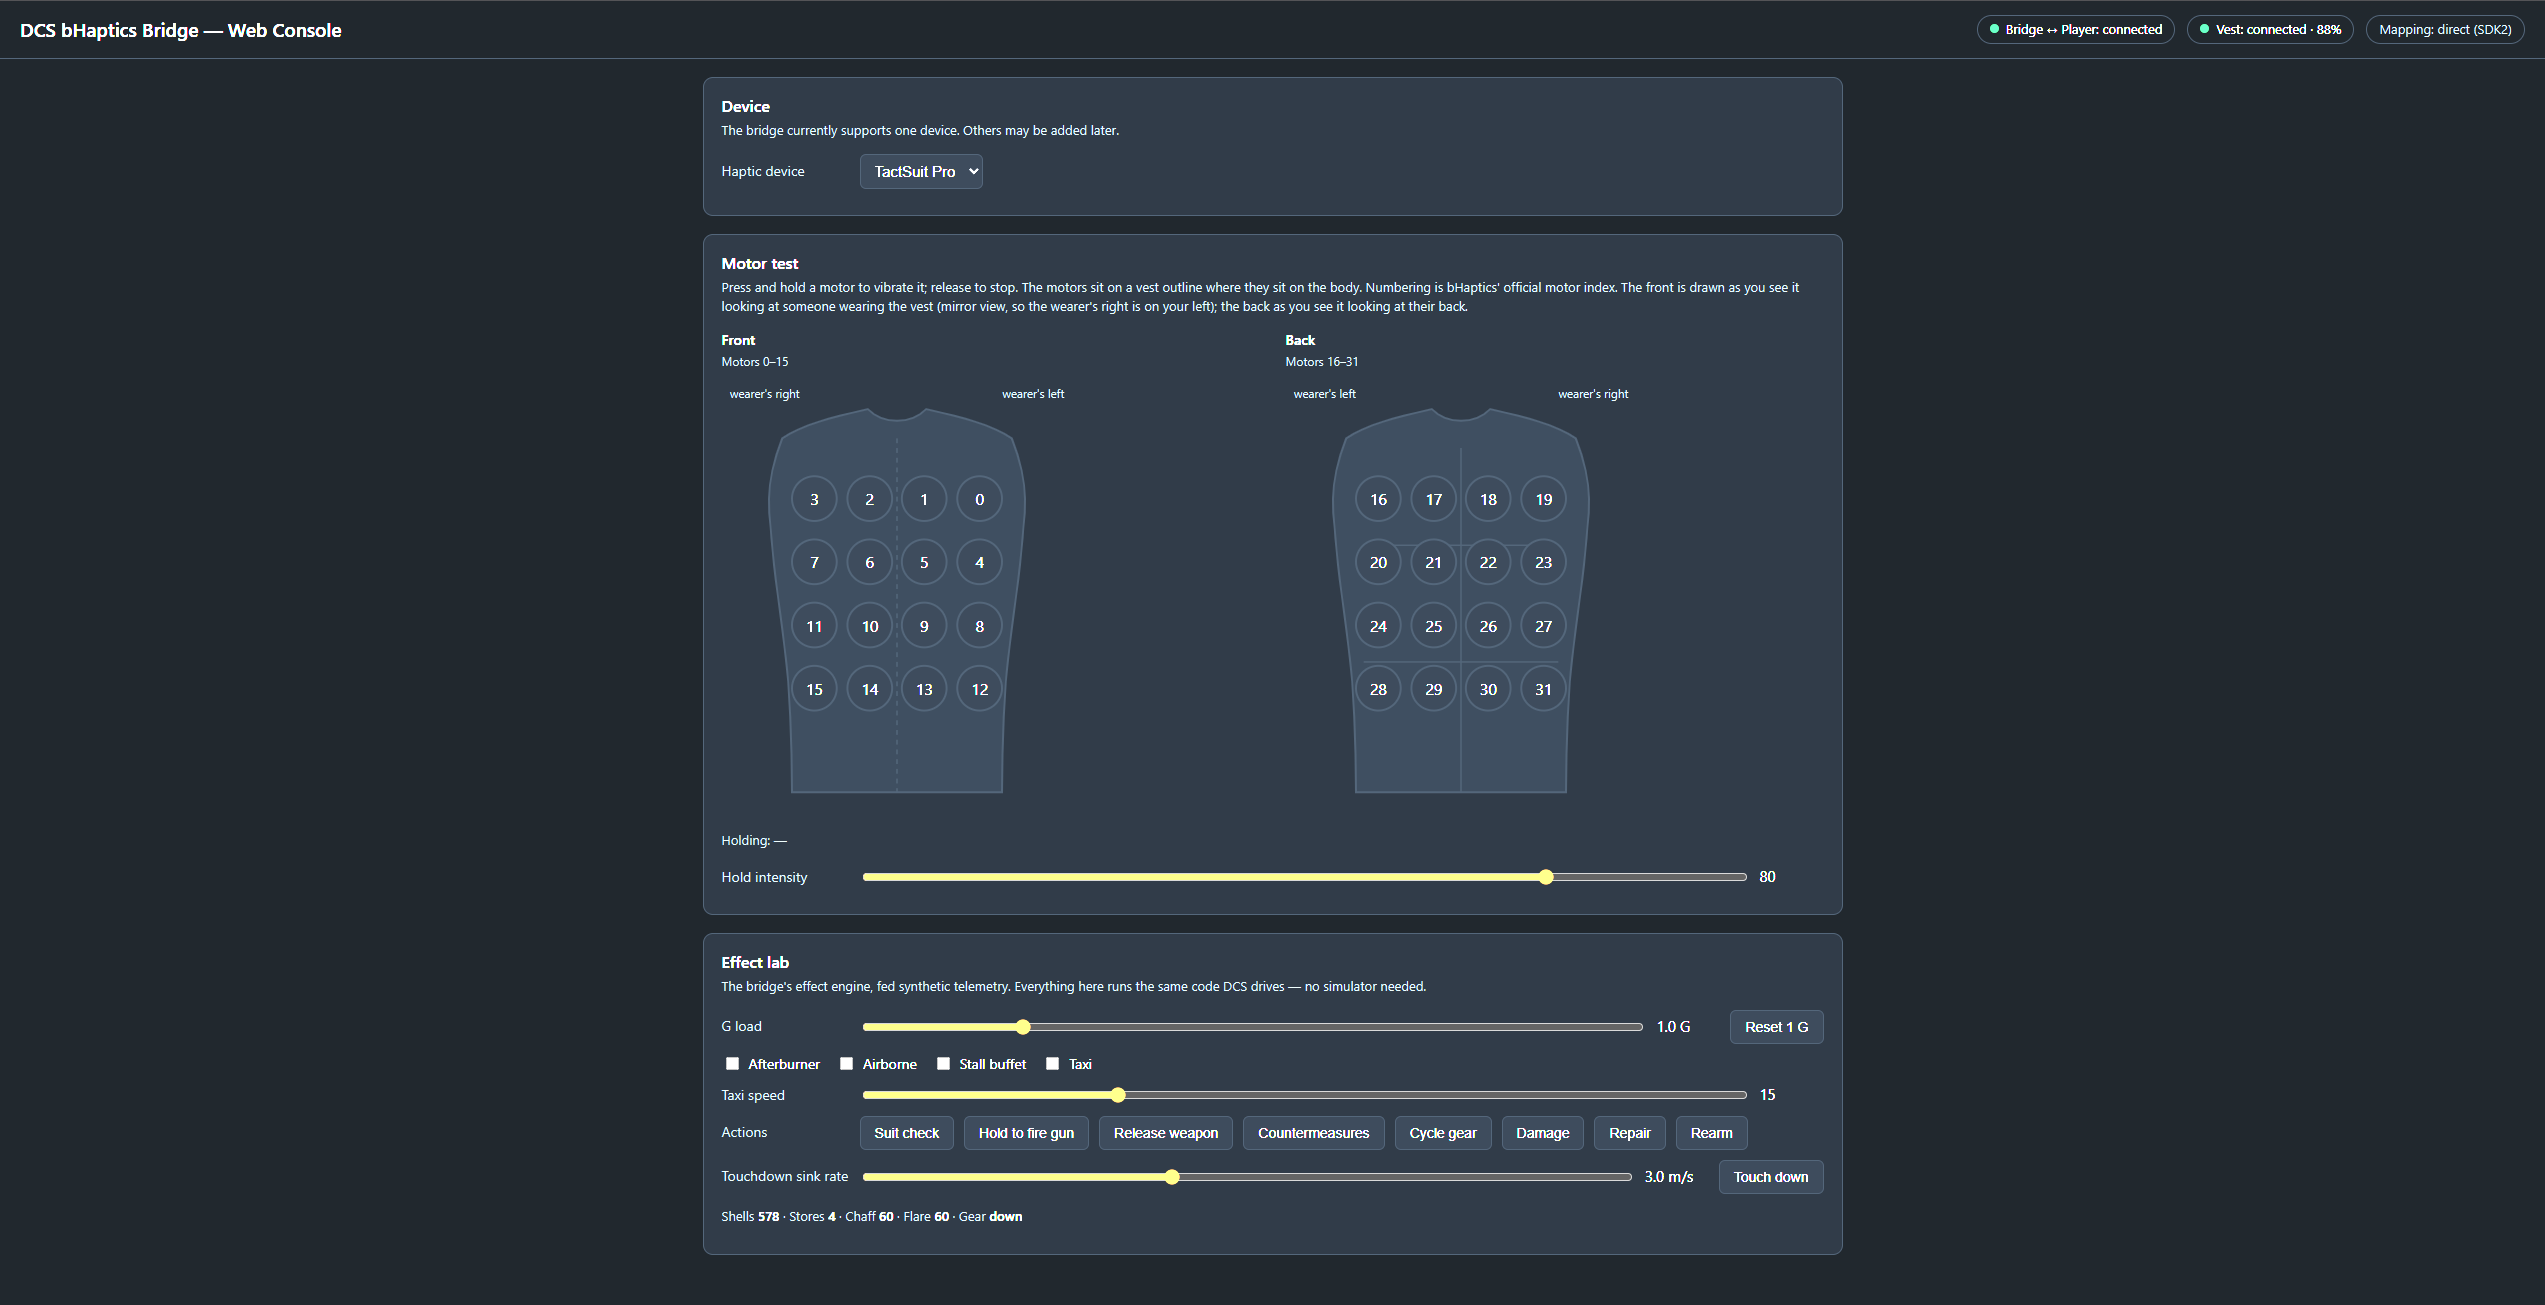 DCS bHaptics Bridge — Web Console
Bridge ↔ Player: connected
Vest: connected · 88%
Mapping: direct (SDK2)
Device
The bridge currently supports one device. Others may be added later.
Haptic device
TactSuit Pro
Motor test
Press and hold a motor to vibrate it; release to stop. The motors sit on a vest outline where they sit on the body. Numbering is bHaptics' official motor index. The front is drawn as you see it
looking at someone wearing the vest (mirror view, so the wearer's right is on your left); the back as you see it looking at their back.
Front
Motors 0–15
wearer's right
wearer's left
3 2 1 0
7 6 5 4
11 10 9 8
15 14 13 12
Back
Motors 16–31
wearer's left
wearer's right
16 17 18 19
20 21 22 23
24 25 26 27
28 29 30 31
Holding: —
Hold intensity
80
Effect lab
The bridge's effect engine, fed synthetic telemetry. Everything here runs the same code DCS drives — no simulator needed.
G load
1.0 G
Reset 1 G
Afterburner
Airborne
Stall buffet
Taxi
Taxi speed
15
Actions
Suit check
Hold to fire gun
Release weapon
Countermeasures
Cycle gear
Damage
Repair
Rearm
Touchdown sink rate
3.0 m/s
Touch down
Shells 578 · Stores 4 · Chaff 60 · Flare 60 · Gear down